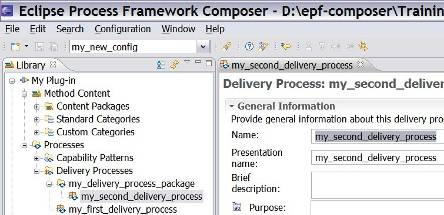 Eclipse Process Framework Composer - D:\epf-composer\Trainin
File Edit Search Configuration Window Help
my_new_config
Library
My Plug-in
Method Content
Content Packages
Standard Categories
Custom Categories
Processes
Capability Patterns
Delivery Processes
my_delivery_process_package
my_second_delivery_process
my_first_delivery_process
my_second_delivery_process
Delivery Process: my_second_deliver
General Information
Provide general information about this delivery pro
Name: my_second_delivery_process
Presentation name: my_second_delivery_process
Brief description:
Purpose: